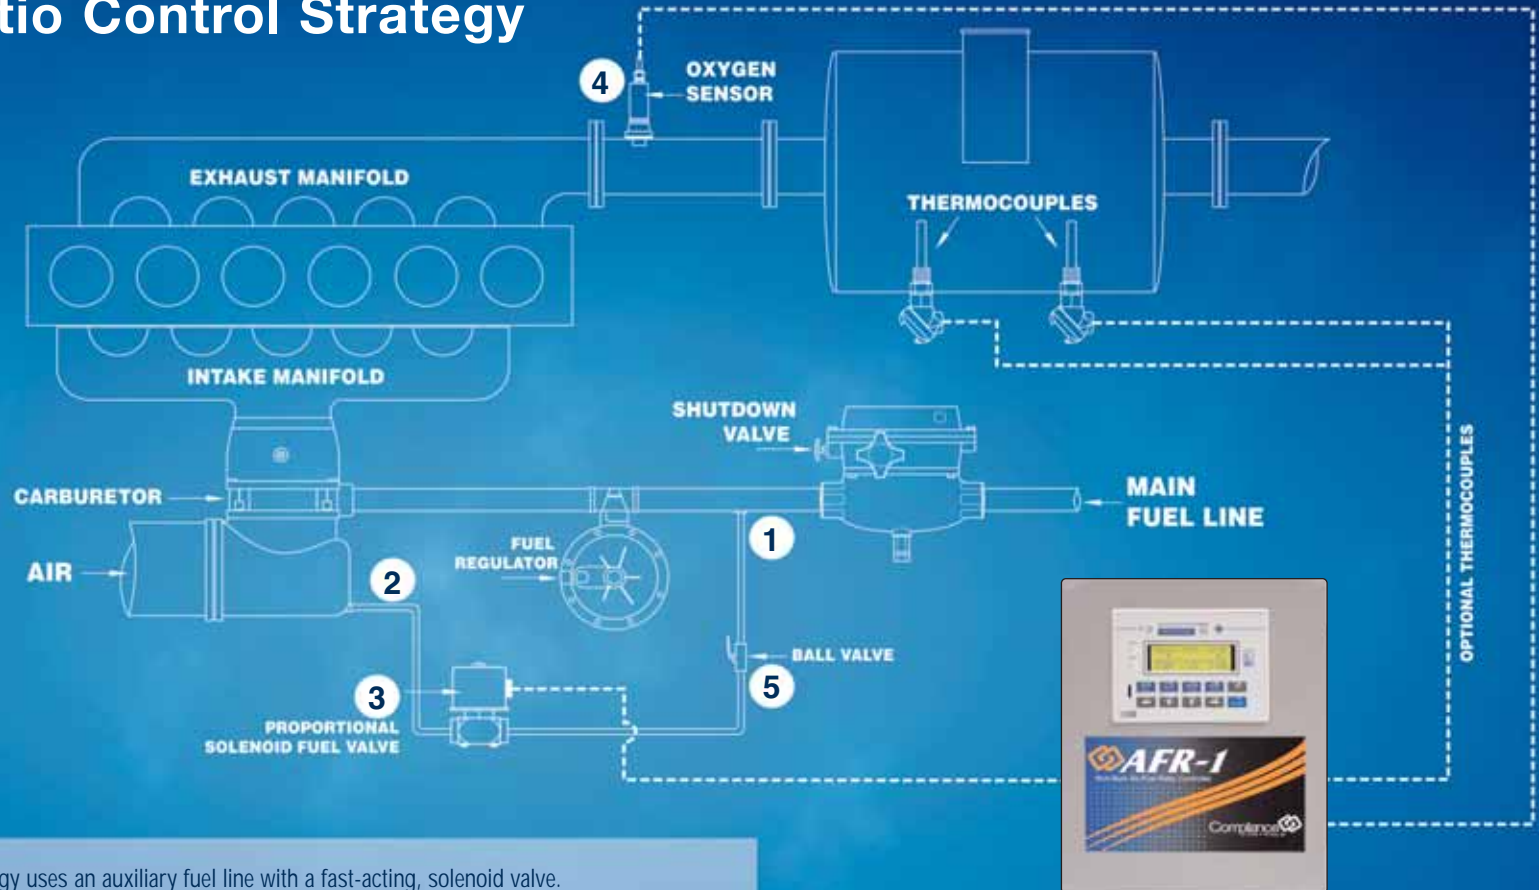 tio Control Strategy
4
OXYGEN
SENSOR
EXHAUST MANIFOLD
THERMOCOUPLES
INTAKE MANIFOLD
SHUTDOWN
VALVE
CARBURETOR
MAIN
FUEL LINE
OPTIONAL THERMOCOUPLES
1
FUEL
REGULATOR
AIR
2
BALL VALVE
5
3
PROPORTIONAL
SOLENOID FUEL VALVE
AFR-1
Compliance
gy uses an auxiliary fuel line with a fast-acting, solenoid valve.